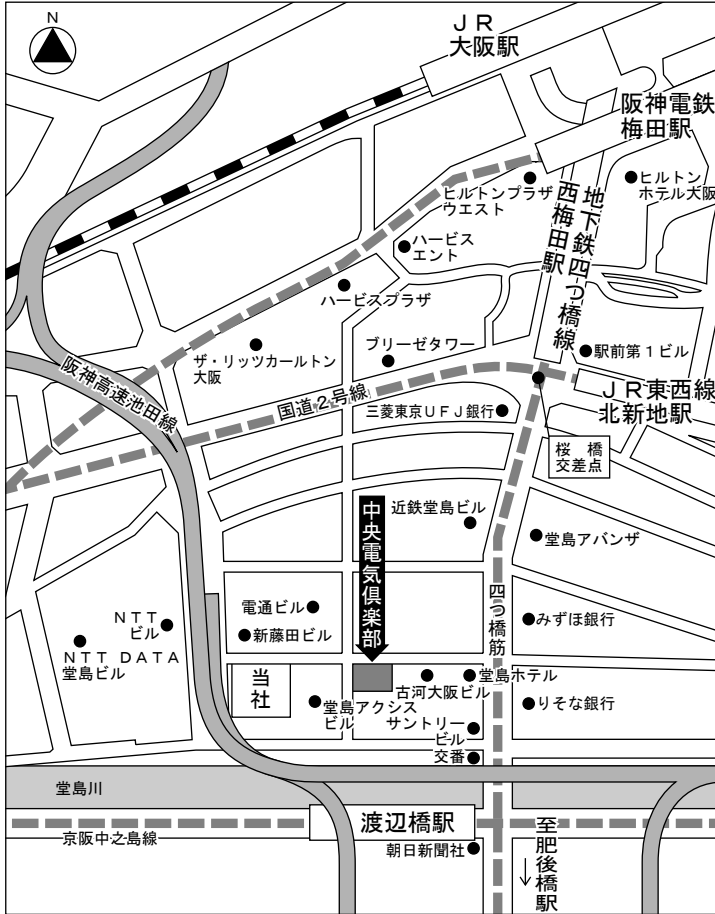 N
ＪＲ
大阪駅
阪神電鉄
梅田駅
ヒルトンプラザ
ウエスト
ヒルトン
ホテル大阪
地下鉄四つ橋線
西梅田駅
ハービス
エント
ハービスプラザ
ザ・リッツカールトン
大阪
ブリーゼタワー
駅前第１ビル
阪神高速池田線
国道２号線
三菱東京ＵＦＪ銀行
ＪＲ東西線
北新地駅
桜橋
交差点
中央電気倶楽部
近鉄堂島ビル
堂島アバンザ
四つ橋筋
電通ビル
新藤田ビル
みずほ銀行
ＮＴＴ
ビル
ＮＴＴ ＤＡＴＡ
堂島ビル
当社
堂島アクシス
ビル
古河大阪ビル
堂島ホテル
サントリー
ビル
りそな銀行
交番
堂島川
渡辺橋駅
京阪中之島線
朝日新聞社
至肥後橋駅